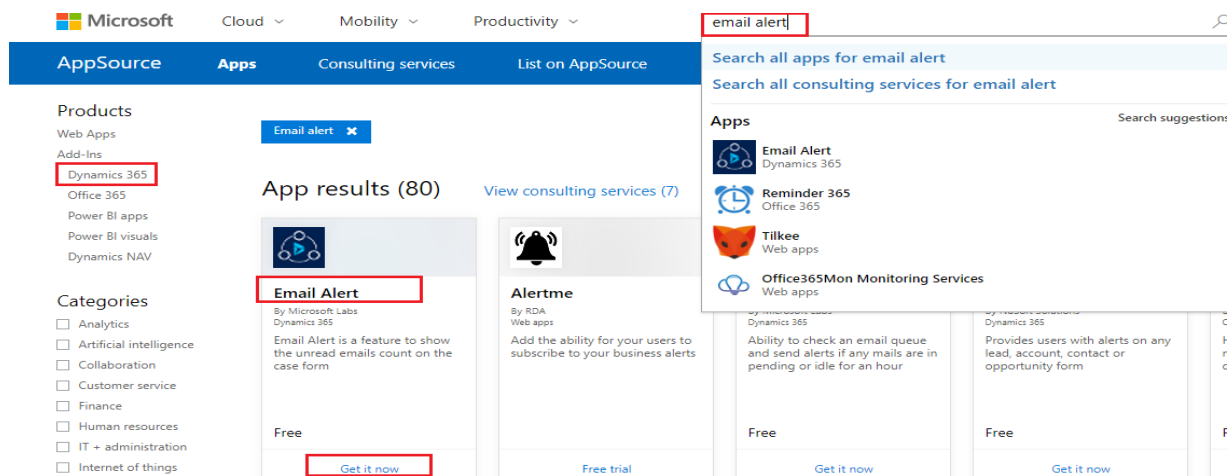 Microsoft Cloud Mobility Productivity email alert
AppSource Apps Consulting services List on AppSource
Search all apps for email alert
Search all consulting services for email alert
Apps Search suggestions
Email Alert
Dynamics 365
Reminder 365
Office 365
Tilkee
Web apps
Office365Mon Monitoring Services
Web apps
Products
Web Apps
Add-Ins
Dynamics 365
Office 365
Power BI apps
Power BI visuals
Dynamics NAV
Categories
Analytics
Artificial intelligence
Collaboration
Customer service
Finance
Human resources
IT + administration
Internet of things
Email alert
App results (80) View consulting services (7)
Email Alert
By Microsoft Labs
Dynamics 365
Email Alert is a feature to show
the unread emails count on the
case form
Free
Get it now
Alertme
By RDA
Web apps
Add the ability for your users to
subscribe to your business alerts
Free trial
Dynamics 365
Ability to check an email queue
and send alerts if any mails are in
pending or idle for an hour
Free
Get it now
Dynamics 365
Provides users with alerts on any
lead, account, contact or
opportunity form
Free
Get it now